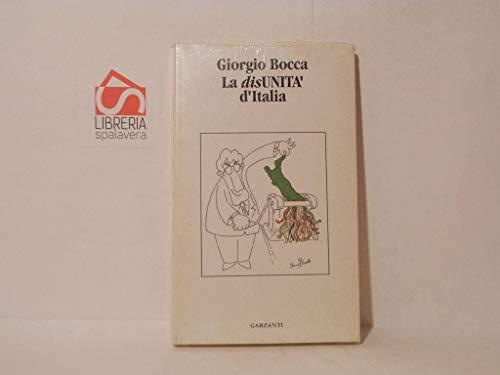 LIBRERIA
spalavera
Giorgio Bocca
La disUNITA'
d'Italia
GARZANTI